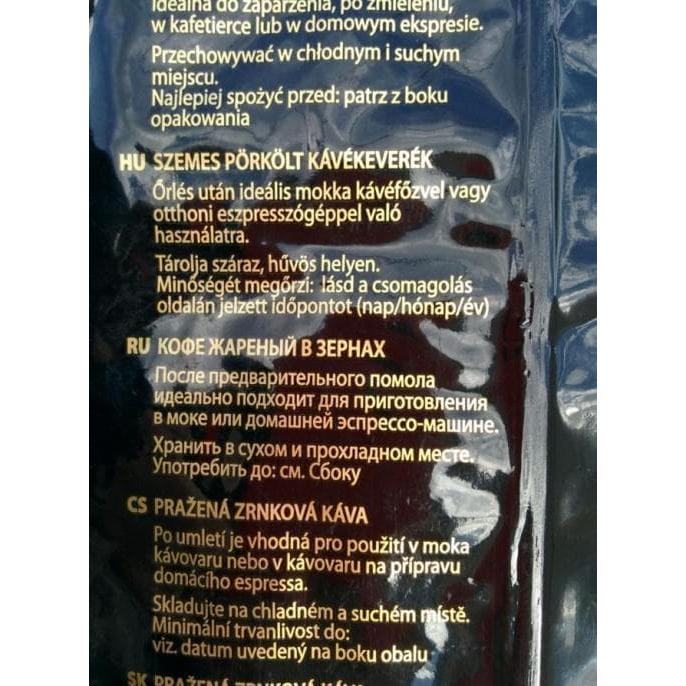 idealna do zaparzenia, po zmieleniu,
w kafetierce lub w domowym ekspresie.
Przechowywać w chłodnym i suchym
miejscu.
Najlepiej spożyć przed: patrz z boku
opakowania
HU SZEMES PÖRKÖLT KÁVÉKEVERÉK
Őrlés után ideális mokka kávéfőzvel vagy
otthoni eszpresszógéppel való
használatra.
Tárolja száraz, hűvös helyen.
Minőségét megőrzi: lásd a csomagolás
oldalán jelzett időpontot (nap/hónap/év)
RU КОФЕ ЖАРЕНЫЙ В ЗЕРНАХ
После предварительного помола
идеально подходит для приготовления
в моке или домашней эспрессо-машине.
Хранить в сухом и прохладном месте.
Употребить до: см. Сбоку
CS PRAŽENÁ ZRNKOVÁ KÁVA
Po umletí je vhodná pro použití v moka
kávovaru nebo v kávovaru na přípravu
domácího espressa.
Skladujte na chladném a suchém místě.
Minimální trvanlivost do:
viz. datum uvedený na boku obalu
SK PRAŽENÁ ZRNKOVÁ KÁVA